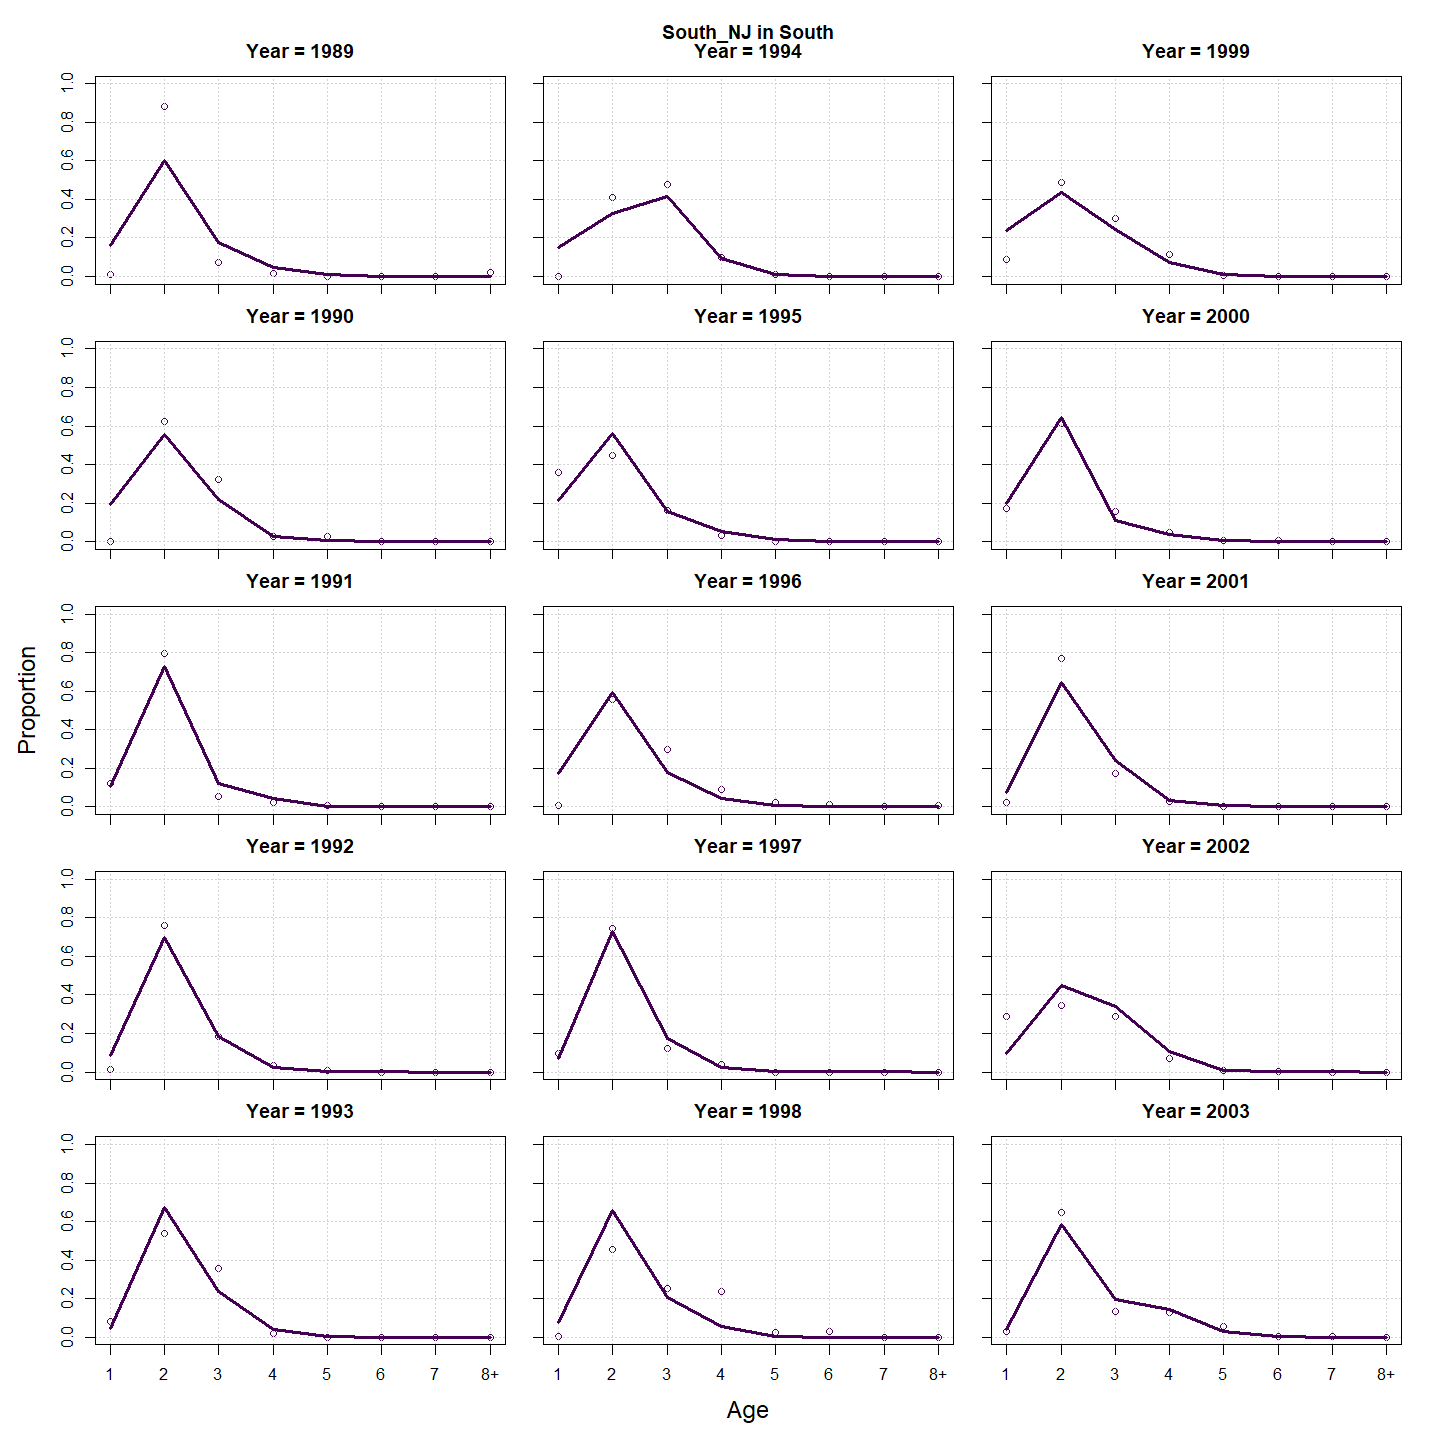 South_NJ in South
Year = 1989 Year = 1994 Year = 1999
0.0 0.2 0.4 0.6 0.8 1.0
Year = 1990 Year = 1995 Year = 2000
0.0 0.2 0.4 0.6 0.8 1.0
Year = 1991 Year = 1996 Year = 2001
0.0 0.2 0.4 0.6 0.8 1.0
Proportion
Year = 1992 Year = 1997 Year = 2002
0.0 0.2 0.4 0.6 0.8 1.0
Year = 1993 Year = 1998 Year = 2003
0.0 0.2 0.4 0.6 0.8 1.0
1 2 3 4 5 6 7 8+ 1 2 3 4 5 6 7 8+ 1 2 3 4 5 6 7 8+
Age